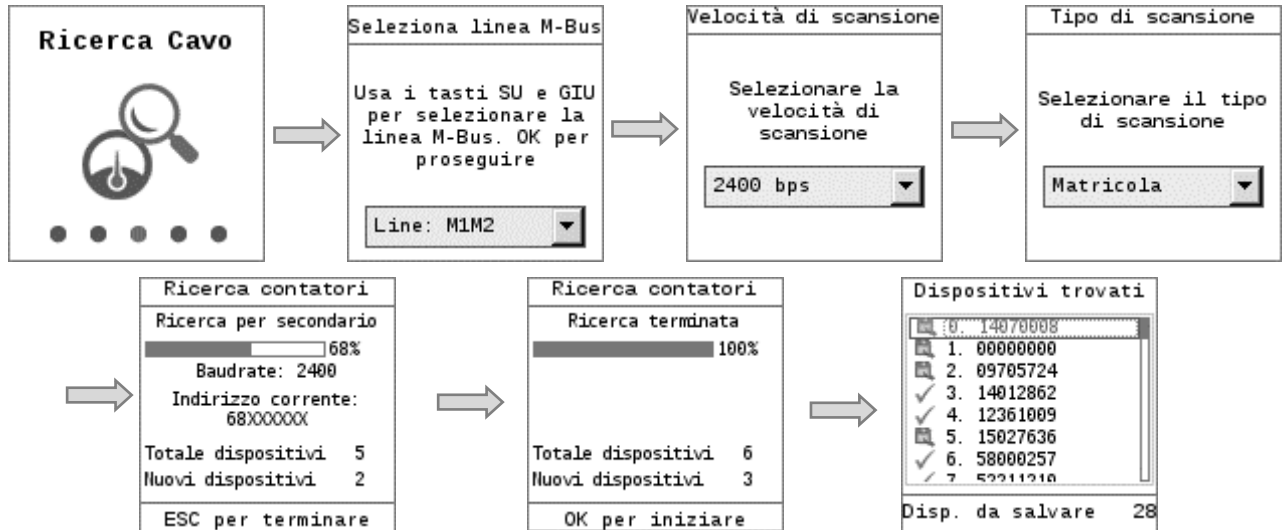 Ricerca Cavo
Seleziona linea M-Bus
Usa i tasti SU e GIU
per selezionare la
linea M-Bus. OK per
proseguire
Line: M1M2
Velocità di scansione
Selezionare la
velocità di
scansione
2400 bps
Tipo di scansione
Selezionare il tipo
di scansione
Matricola
Ricerca contatori
Ricerca per secondario
68%
Baudrate: 2400
Indirizzo corrente:
68XXXXXX
Totale dispositivi 5
Nuovi dispositivi 2
ESC per terminare
Ricerca contatori
Ricerca terminata
100%
Totale dispositivi 6
Nuovi dispositivi 3
OK per iniziare
Dispositivi trovati
0. 14070008
1. 00000000
2. 09705724
3. 14012862
4. 12361009
5. 15027636
6. 58000257
7. 52211210
Disp. da salvare 28